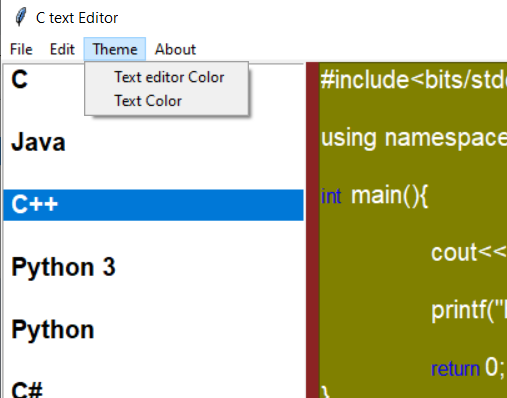 C text Editor
File Edit Theme About
Text editor Color
Text Color
C
Java
C++
Python 3
Python
C#
#include<bits/std
using namespace
int main(){
cout<<
printf("
return 0;
}